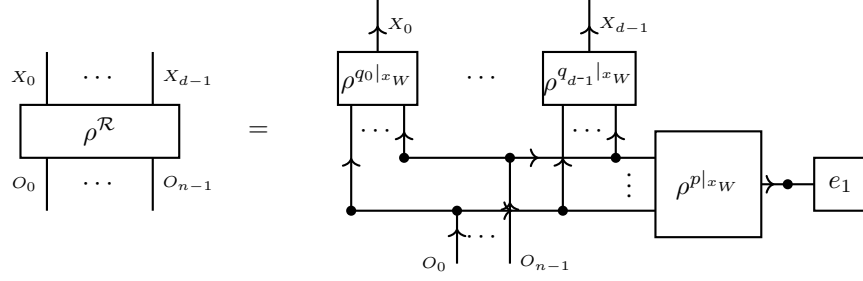 X_0 ⋯ X_{d-1}
ρ^ℛ
O_0 ⋯ O_{n-1}
=
X_0 X_{d-1}
ρ^{q_0|_{x_W}} ⋯ ρ^{q_{d-1}|_{x_W}}
⋯ ⋯
⋮ ρ^{p|_{x_W}} e_1
O_0 ⋯ O_{n-1}